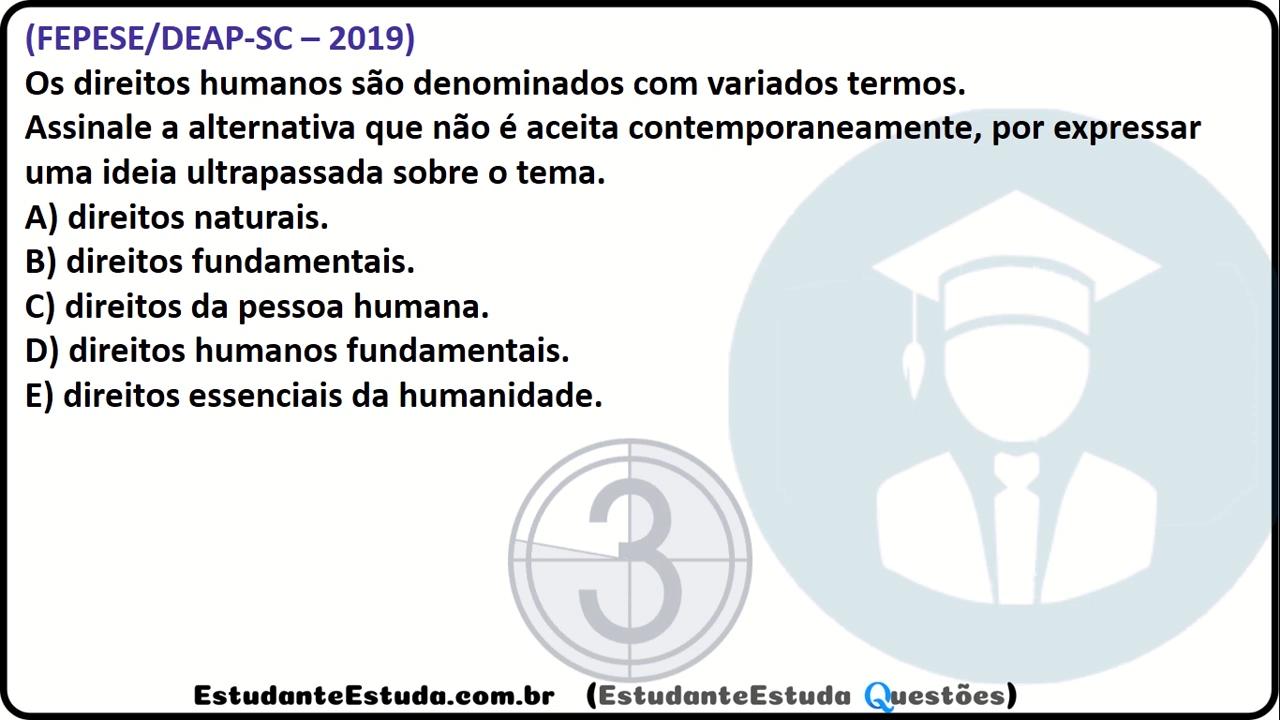 (FEPESE/DEAP-SC – 2019)
Os direitos humanos são denominados com variados termos.
Assinale a alternativa que não é aceita contemporaneamente, por expressar
uma ideia ultrapassada sobre o tema.
A) direitos naturais.
B) direitos fundamentais.
C) direitos da pessoa humana.
D) direitos humanos fundamentais.
E) direitos essenciais da humanidade.
3
EstudanteEstuda.com.br (EstudanteEstuda Questões)